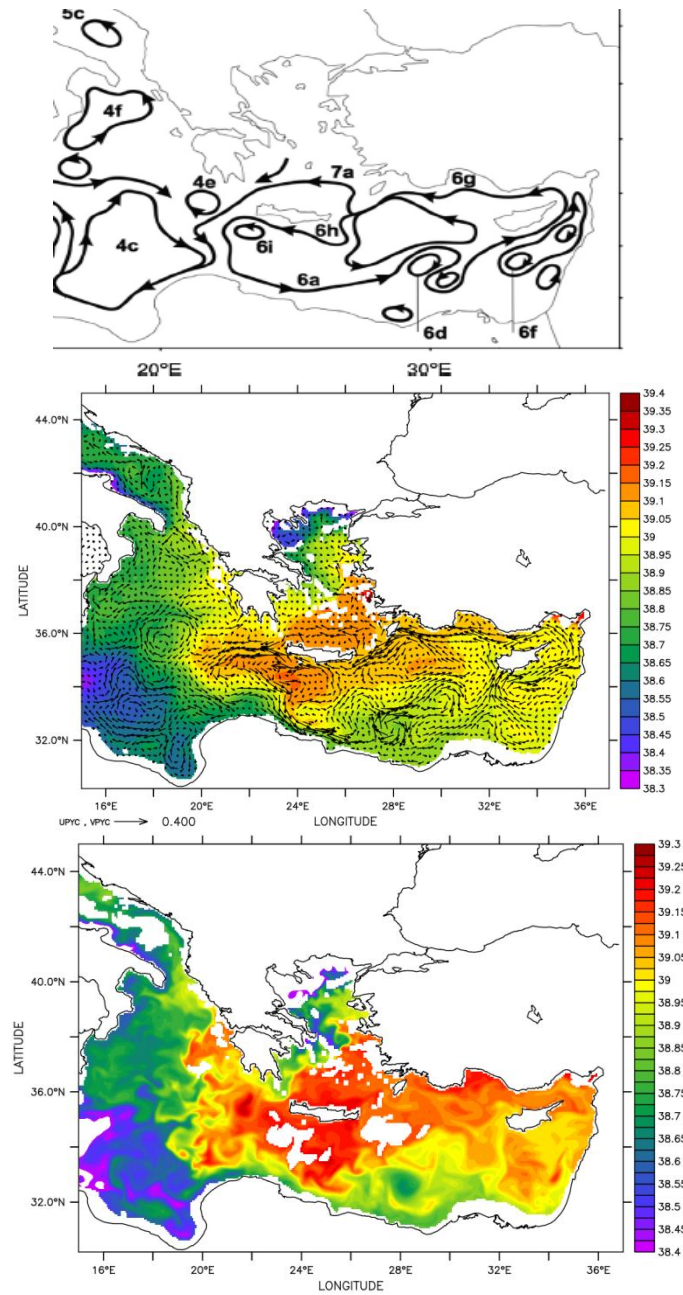 5c
4f
4e
7a
6g
4c
6i
6h
6a
6d
6f
20°E
30°E
39.4
39.35
39.3
39.25
39.2
39.15
39.1
39.05
39
38.95
38.9
38.85
38.8
38.75
38.7
38.65
38.6
38.55
38.5
38.45
38.4
38.35
38.3
44.0°N
40.0°N
36.0°N
32.0°N
LATITUDE
16°E 20°E 24°E 28°E 32°E 36°E
UPYC , VPYC 0.400 LONGITUDE
39.3
39.25
39.2
39.15
39.1
39.05
39
38.95
38.9
38.85
38.8
38.75
38.7
38.65
38.6
38.55
38.5
38.45
38.4
44.0°N
40.0°N
36.0°N
32.0°N
LATITUDE
16°E 20°E 24°E 28°E 32°E 36°E
LONGITUDE